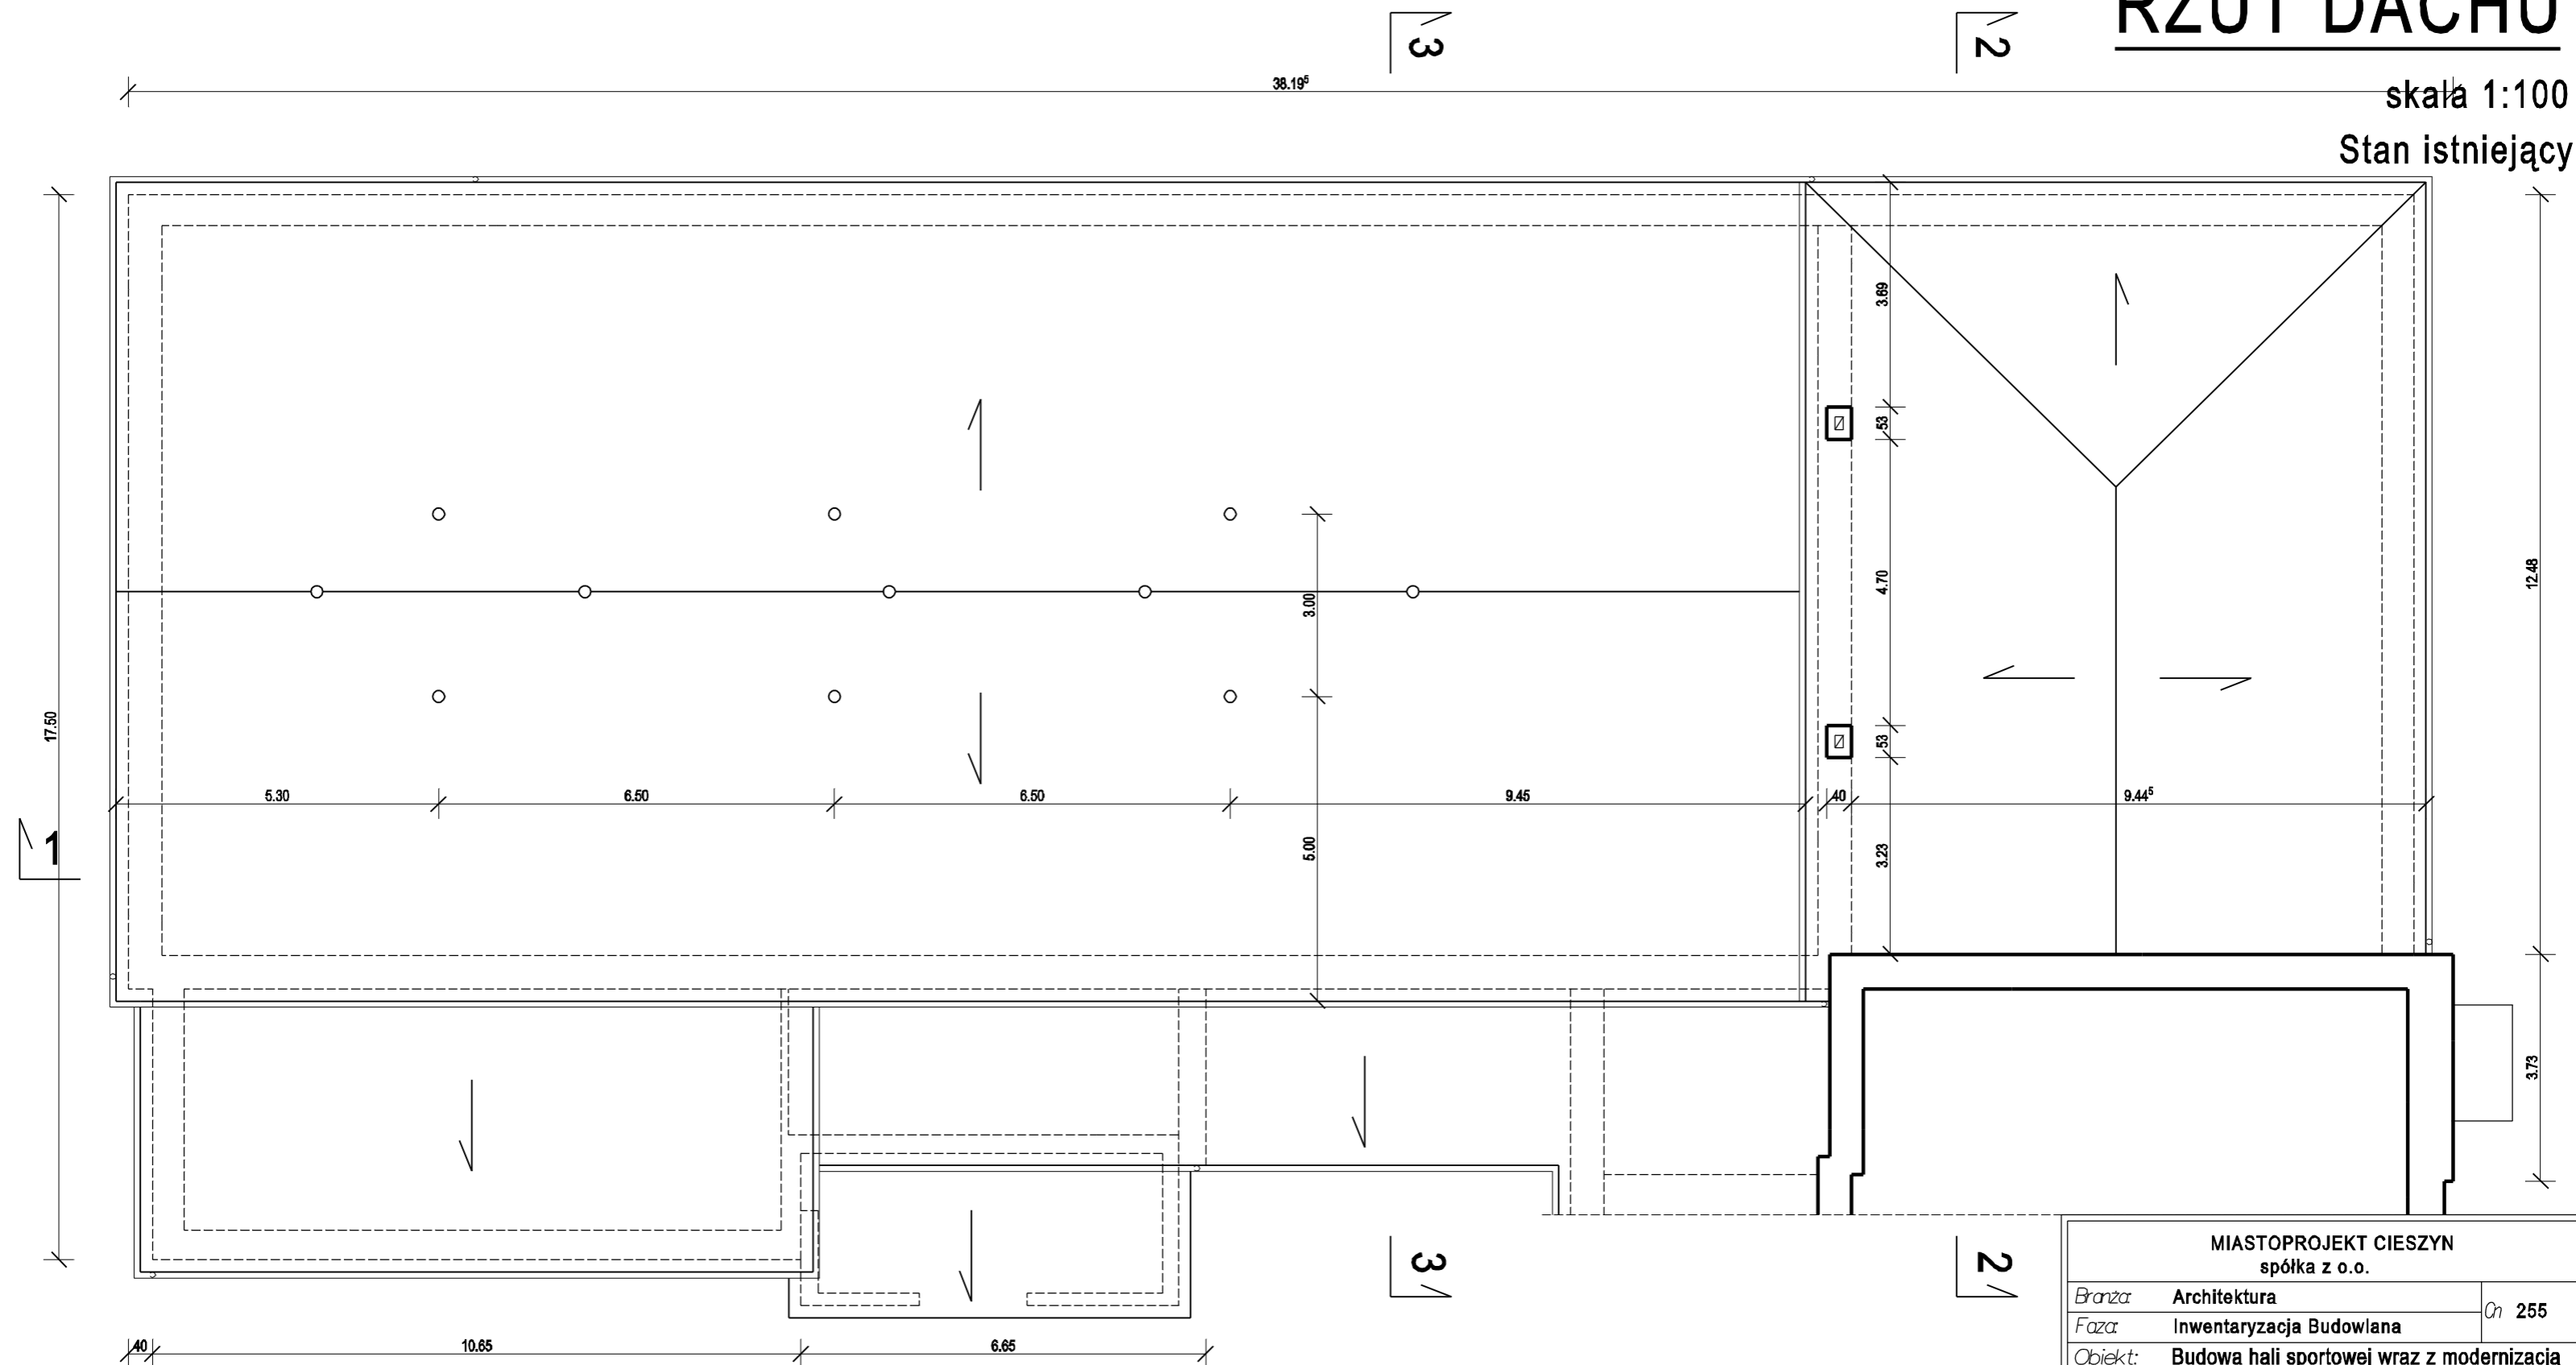 RZUT DACHU
skala 1:100
Stan istniejący
3
2
38.19⁵
3.69
53
4.70
53
3.23
12.48
3.73
17.50
3.00
5.00
5.30
6.50
6.50
9.45
40
9.44⁵
1
3
2
40
10.65
6.65
MIASTOPROJEKT CIESZYN
spółka z o.o.
Branża: Architektura
Cn 255
Faza: Inwentaryzacja Budowlana
Obiekt: Budowa hali sportowej wraz z modernizacją